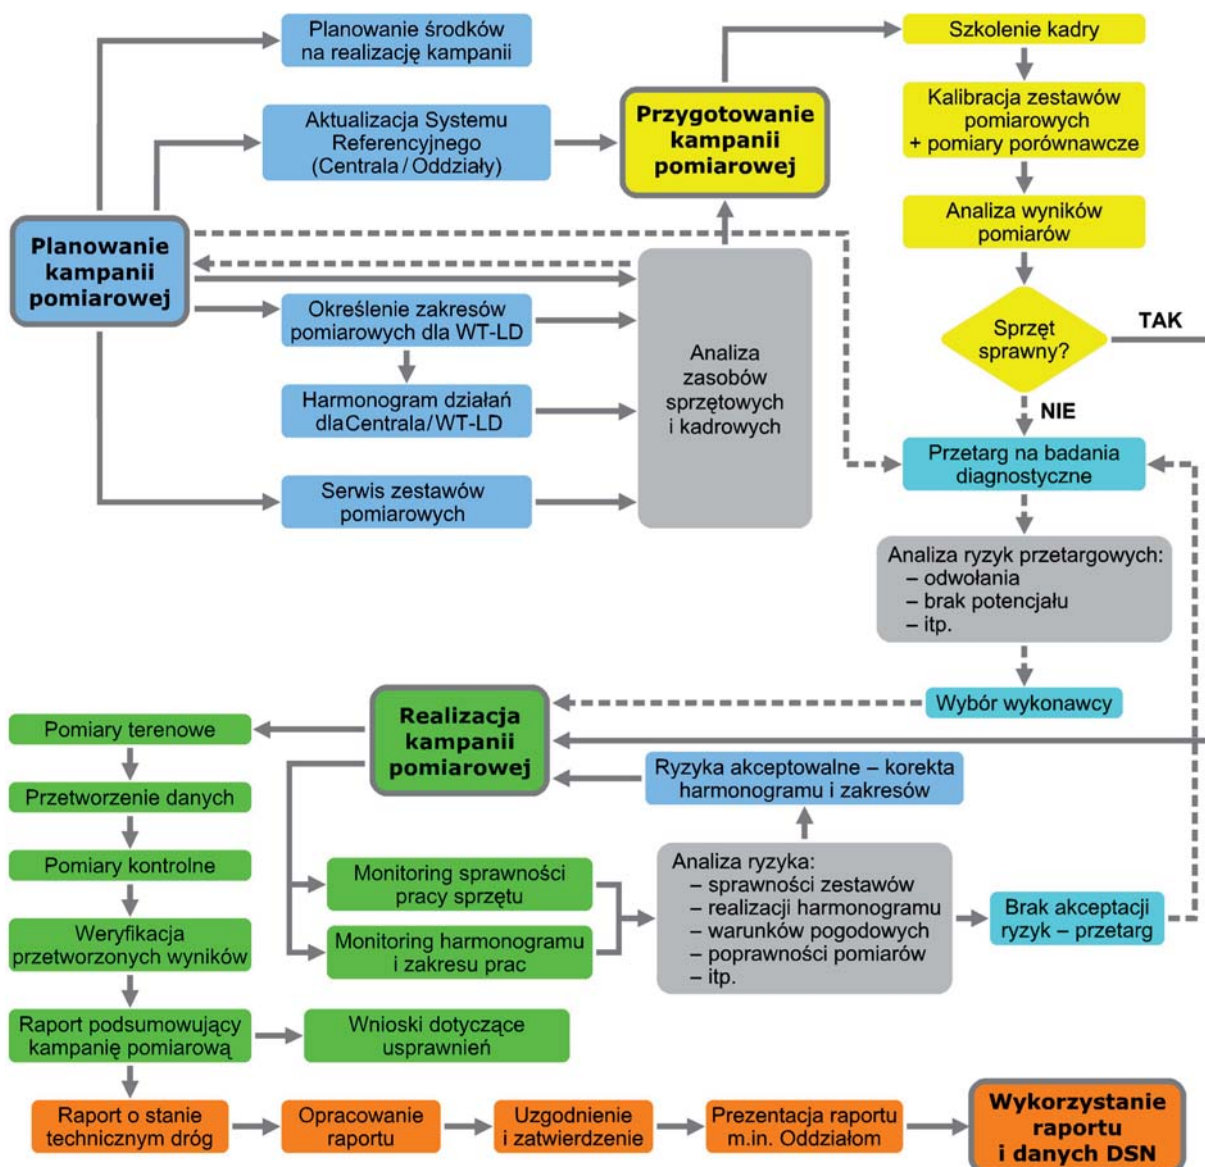 Planowanie środków
na realizację kampanii
Aktualizacja Systemu
Referencyjnego
(Centrala / Oddziały)
Planowanie
kampanii
pomiarowej
Określenie zakresów
pomiarowych dla WT-LD
Harmonogram działań
dla Centrala/WT-LD
Serwis zestawów
pomiarowych
Przygotowanie
kampanii
pomiarowej
Analiza
zasobów
sprzętowych
i kadrowych
Szkolenie kadry
Kalibracja zestawów
pomiarowych
+ pomiary porównawcze
Analiza wyników
pomiarów
Sprzęt
sprawny?
TAK
NIE
Przetarg na badania
diagnostyczne
Analiza ryzyk przetargowych:
– odwołania
– brak potencjału
– itp.
Wybór wykonawcy
Realizacja
kampanii
pomiarowej
Ryzyka akceptowalne – korekta
harmonogramu i zakresów
Pomiary terenowe
Przetworzenie danych
Pomiary kontrolne
Weryfikacja
przetworzonych wyników
Raport podsumowujący
kampanię pomiarową
Monitoring sprawności
pracy sprzętu
Monitoring harmonogramu
i zakresu prac
Wnioski dotyczące
usprawnień
Analiza ryzyka:
– sprawności zestawów
– realizacji harmonogramu
– warunków pogodowych
– poprawności pomiarów
– itp.
Brak akceptacji
ryzyk – przetarg
Raport o stanie
technicznym dróg
Opracowanie
raportu
Uzgodnienie
i zatwierdzenie
Prezentacja raportu
m.in. Oddziałom
Wykorzystanie
raportu
i danych DSN